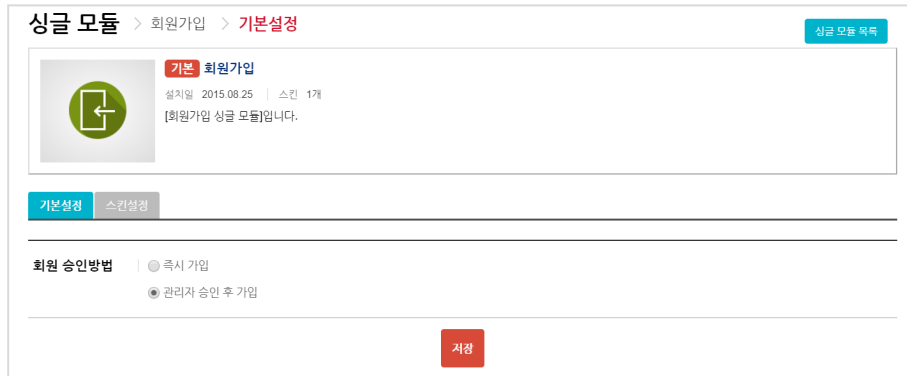 싱글 모듈 > 회원가입 > 기본설정
싱글 모듈 목록
기본 회원가입
설치일 2015.08.25 | 스킨 1개
[회원가입 싱글 모듈]입니다.
기본설정 스킨설정
회원 승인방법 즉시 가입
관리자 승인 후 가입
저장